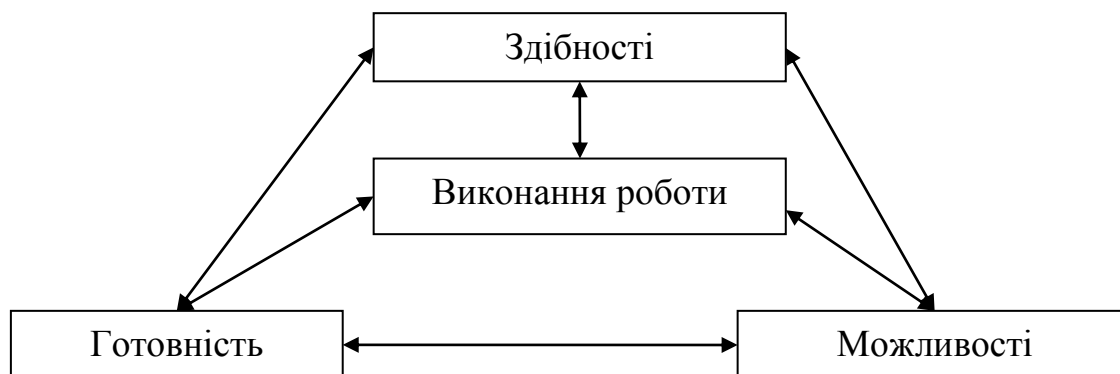 Здібності
Виконання роботи
Готовність
Можливості